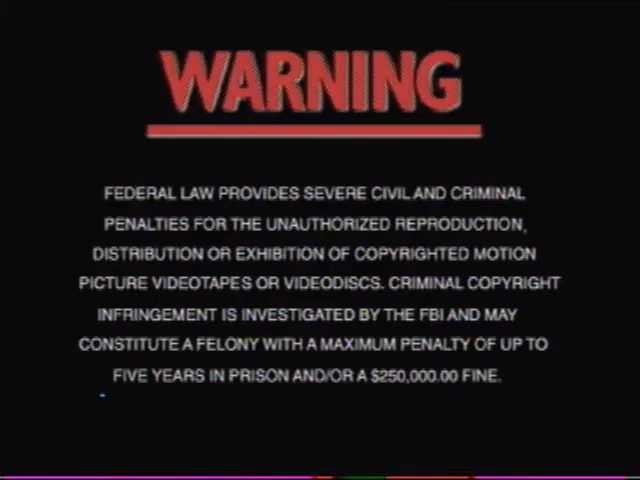 WARNING
FEDERAL LAW PROVIDES SEVERE CIVIL AND CRIMINAL
PENALTIES FOR THE UNAUTHORIZED REPRODUCTION,
DISTRIBUTION OR EXHIBITION OF COPYRIGHTED MOTION
PICTURE VIDEOTAPES OR VIDEODISCS. CRIMINAL COPYRIGHT
INFRINGEMENT IS INVESTIGATED BY THE FBI AND MAY
CONSTITUTE A FELONY WITH A MAXIMUM PENALTY OF UP TO
FIVE YEARS IN PRISON AND/OR A $250,000.00 FINE.